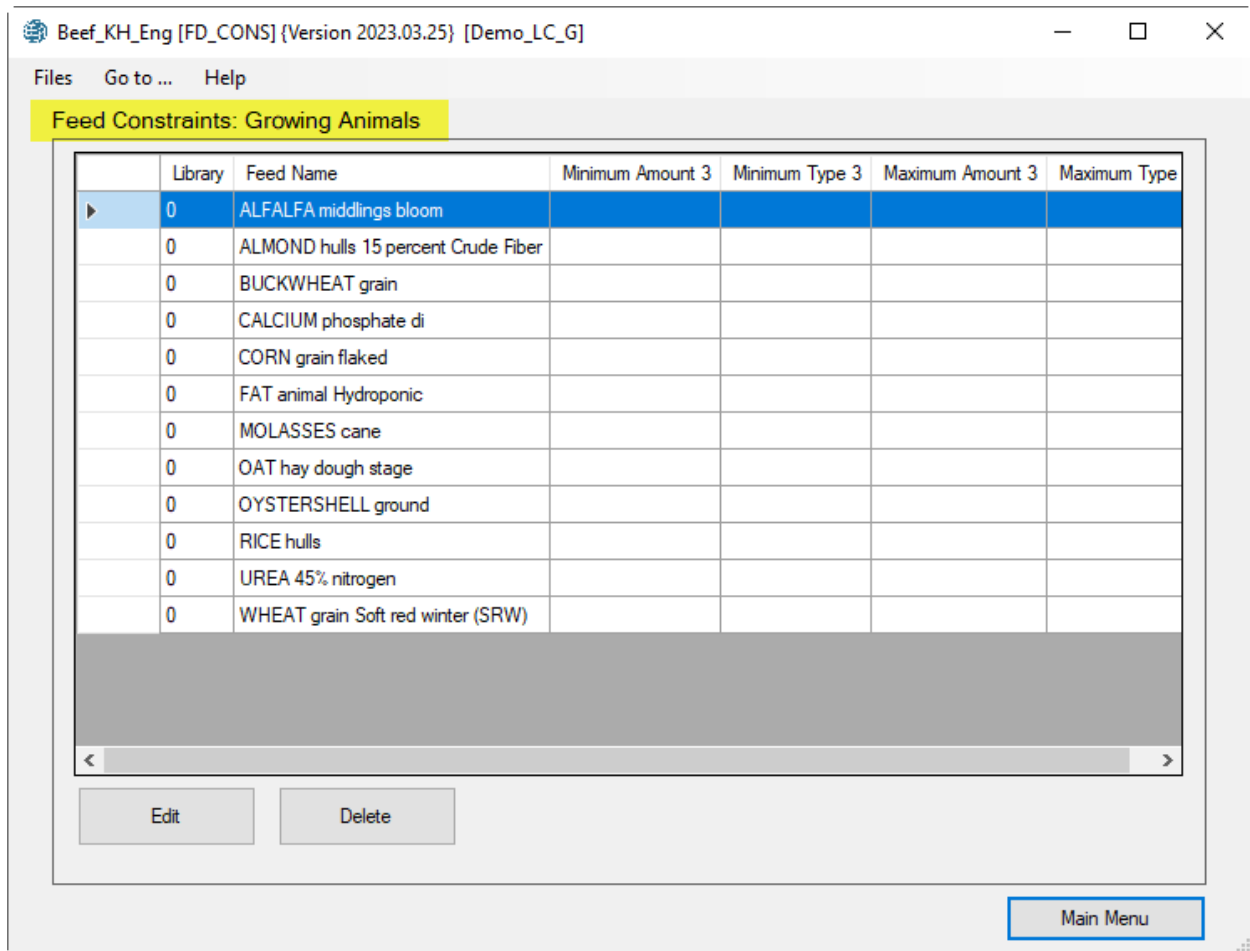 Beef_KH_Eng [FD_CONS] {Version 2023.03.25} [Demo_LC_G]
Files Go to ... Help
Feed Constraints: Growing Animals
Library Feed Name Minimum Amount 3 Minimum Type 3 Maximum Amount 3 Maximum Type
0 ALFALFA middlings bloom
0 ALMOND hulls 15 percent Crude Fiber
0 BUCKWHEAT grain
0 CALCIUM phosphate di
0 CORN grain flaked
0 FAT animal Hydroponic
0 MOLASSES cane
0 OAT hay dough stage
0 OYSTERSHELL ground
0 RICE hulls
0 UREA 45% nitrogen
0 WHEAT grain Soft red winter (SRW)
Edit Delete
Main Menu